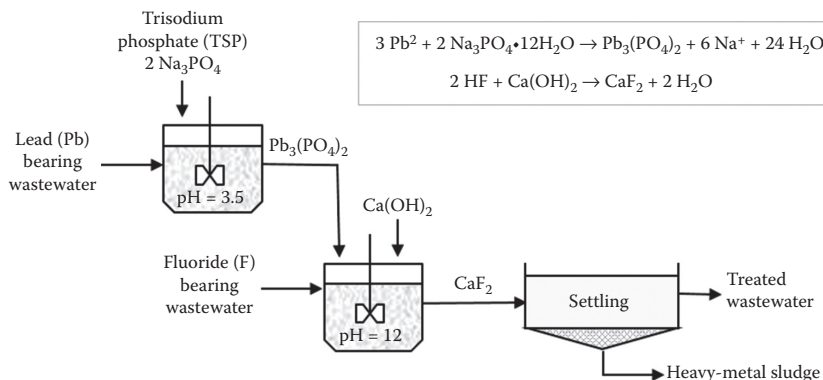 Trisodium
phosphate (TSP)
2 Na₃PO₄
3 Pb² + 2 Na₃PO₄•12H₂O → Pb₃(PO₄)₂ + 6 Na⁺ + 24 H₂O
2 HF + Ca(OH)₂ → CaF₂ + 2 H₂O
Lead (Pb)
bearing
wastewater
Pb₃(PO₄)₂
pH = 3.5
Ca(OH)₂
Fluoride (F)
bearing
wastewater
pH = 12
CaF₂
Settling
Treated
wastewater
Heavy-metal sludge